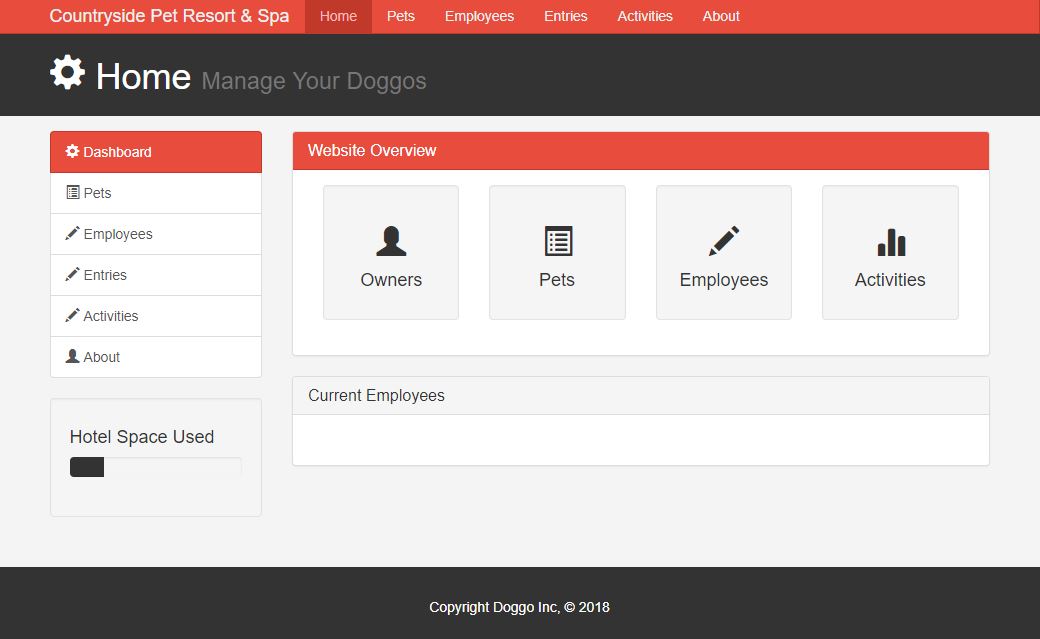 Countryside Pet Resort & Spa Home Pets Employees Entries Activities About
Home Manage Your Doggos
Dashboard
Pets
Employees
Entries
Activities
About
Hotel Space Used
Website Overview
Owners Pets Employees Activities
Current Employees
Copyright Doggo Inc, © 2018